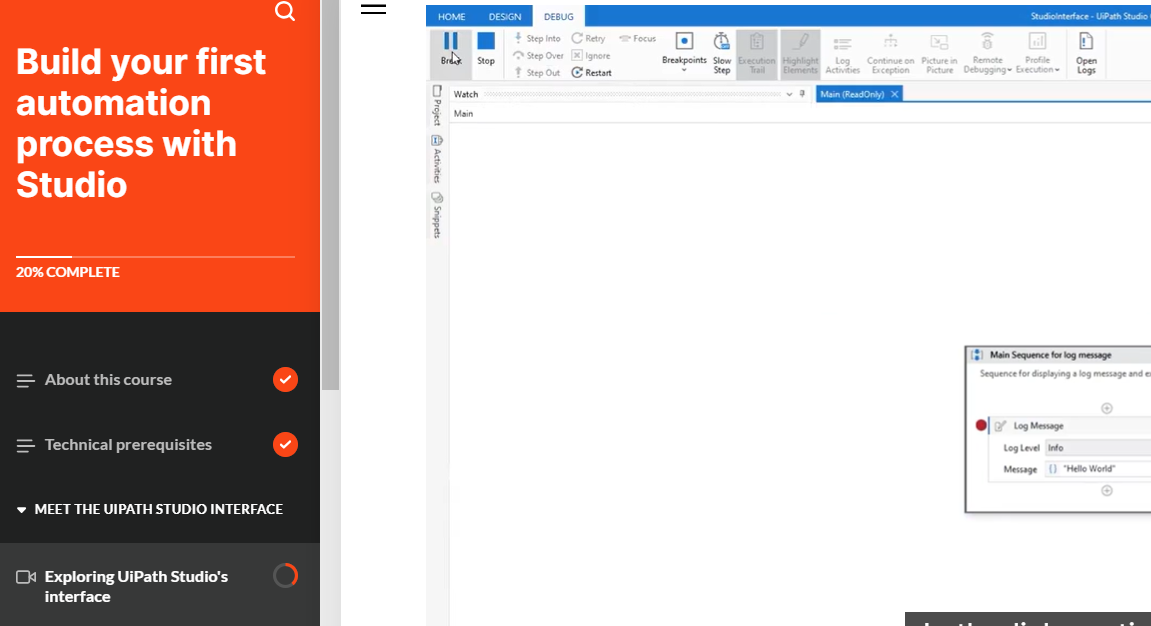 Build your first
automation
process with
Studio
20% COMPLETE
About this course
Technical prerequisites
MEET THE UIPATH STUDIO INTERFACE
Exploring UiPath Studio's
interface
HOME DESIGN DEBUG StudioInterface - UiPath Studio
Break
Stop
Step Into
Step Over
Step Out
Retry
Ignore
Restart
Focus
Breakpoints
Slow
Step
Execution
Trail
Highlight
Elements
Log
Activities
Continue on
Exception
Picture in
Picture
Remote
Debugging
Profile
Execution
Open
Logs
Project
Activities
Snippets
Watch
Main (ReadOnly)
Main
Main Sequence for log message
Sequence for displaying a log message and
Log Message
Log Level Info
Message "Hello World"